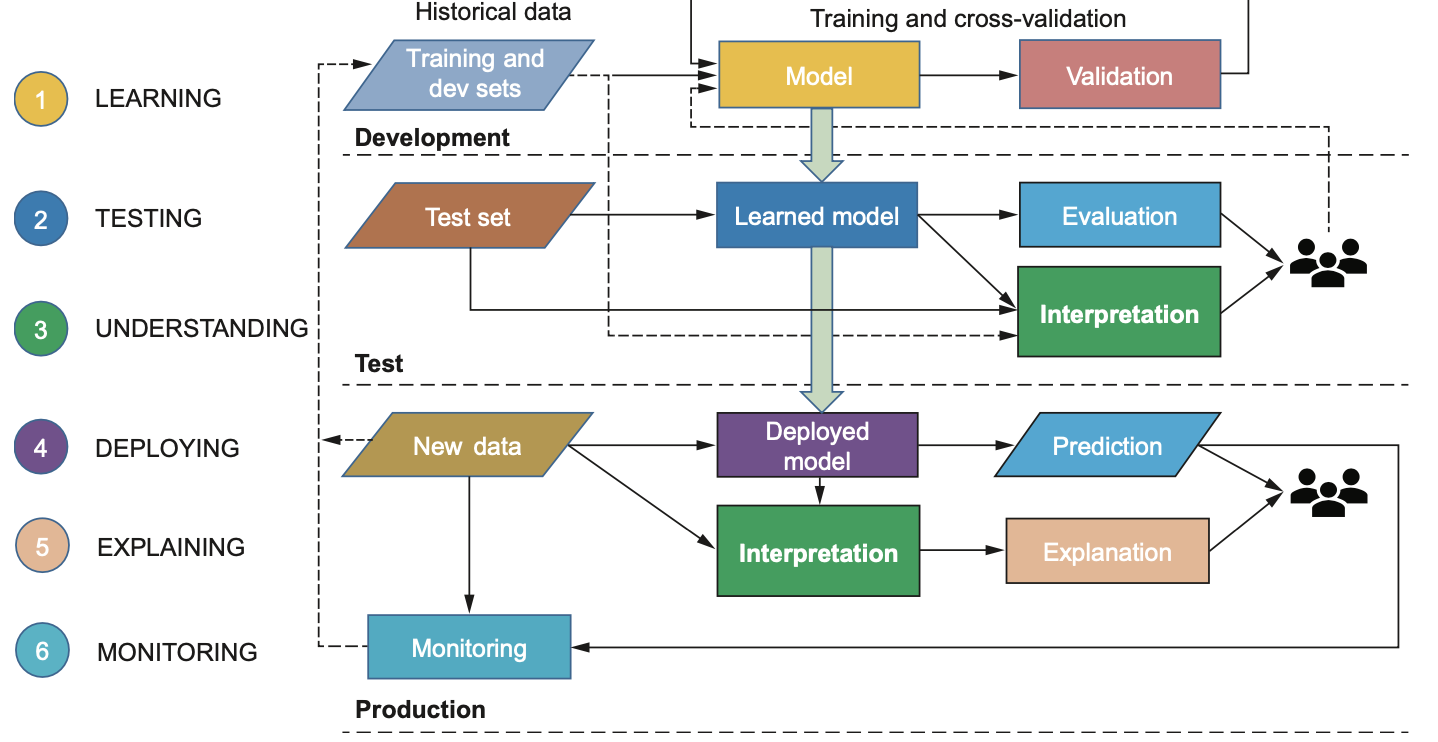 Historical data
Training and cross-validation
1 LEARNING
Training and
dev sets
Model
Validation
Development
2 TESTING
Test set
Learned model
Evaluation
3 UNDERSTANDING
Interpretation
Test
4 DEPLOYING
New data
Deployed
model
Prediction
5 EXPLAINING
Interpretation
Explanation
6 MONITORING
Monitoring
Production